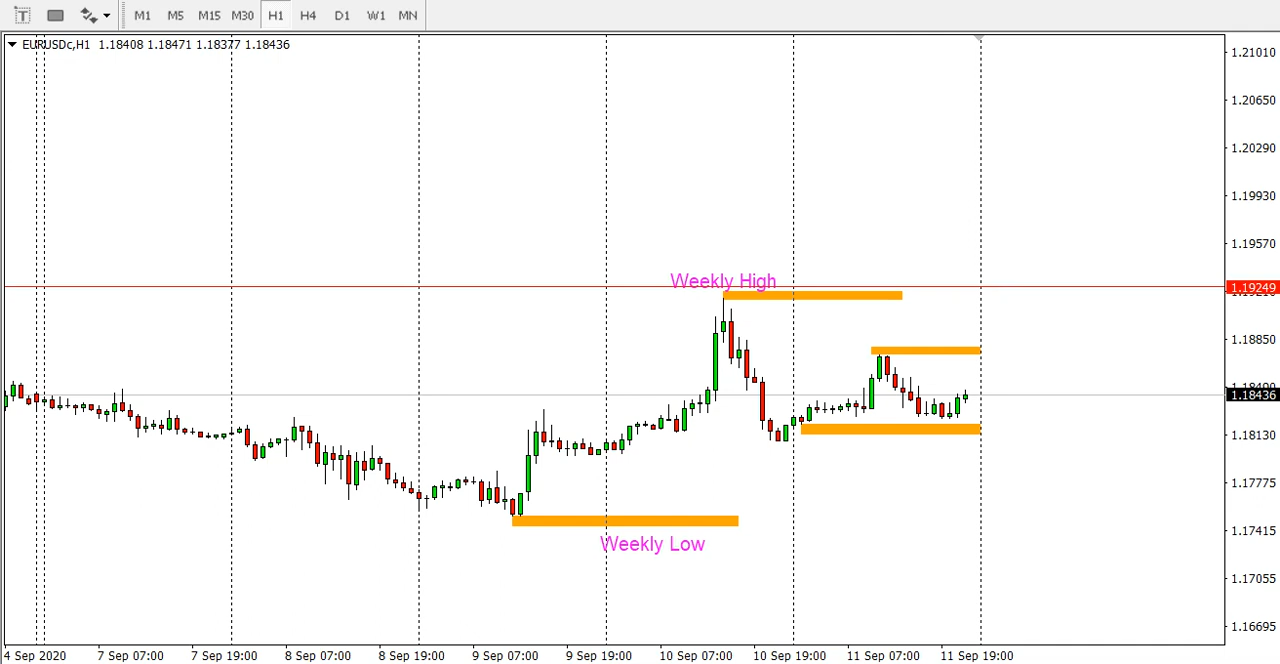 T M1 M5 M15 M30 H1 H4 D1 W1 MN
EURUSDc,H1 1.18408 1.18471 1.18377 1.18436
1.21010
1.20650
1.20290
1.19930
1.19570
Weekly High
1.19249
1.18850
1.18490
1.18436
1.18130
1.17775
1.17415
Weekly Low
1.17055
1.16695
4 Sep 2020 7 Sep 07:00 7 Sep 19:00 8 Sep 07:00 8 Sep 19:00 9 Sep 07:00 9 Sep 19:00 10 Sep 07:00 10 Sep 19:00 11 Sep 07:00 11 Sep 19:00